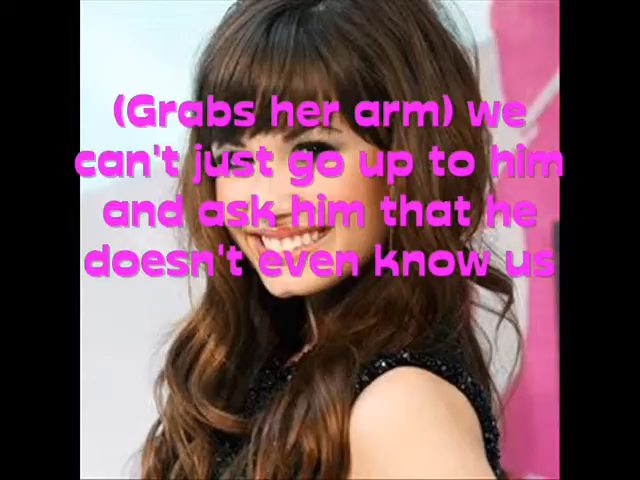 (Grabs her arm) we
can't just go up to him
and ask him that he
doesn't even know us